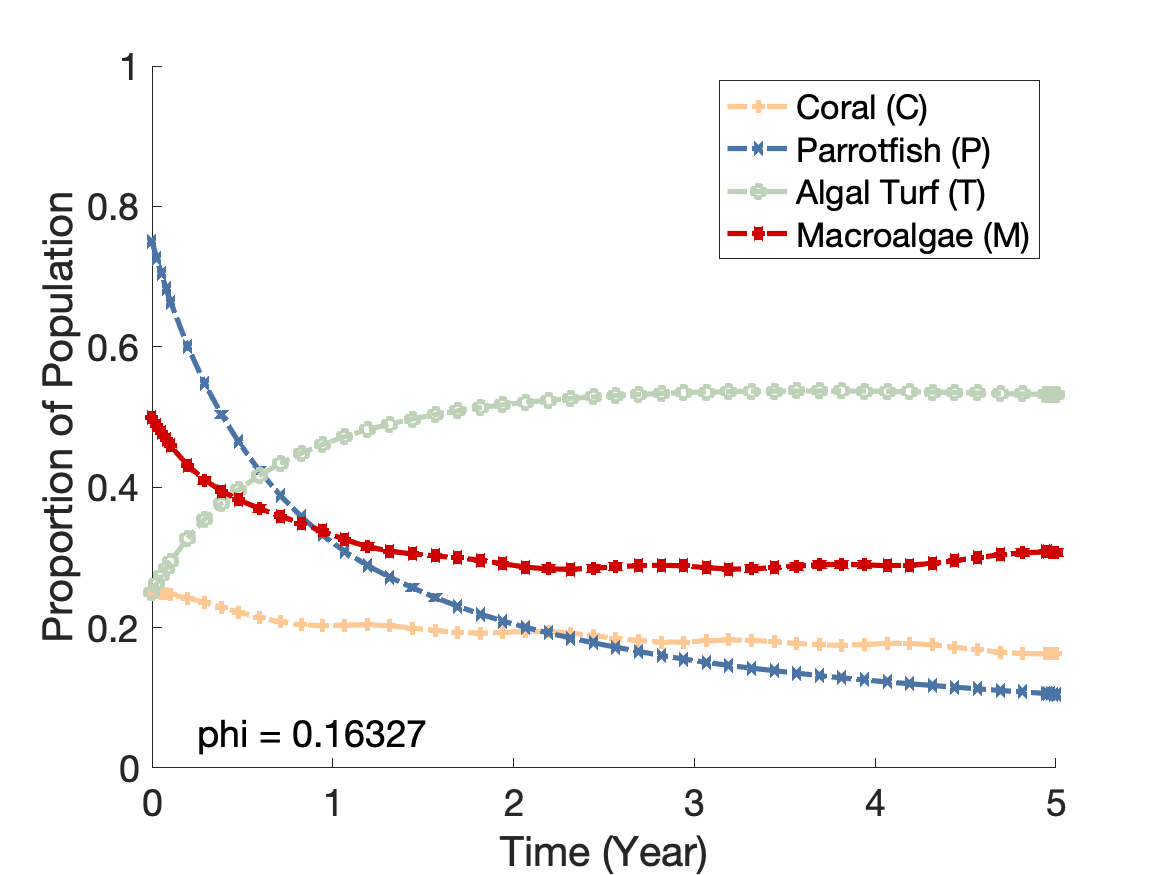 1
0.8
0.6
0.4
0.2
0
Proportion of Population
Coral (C)
Parrotfish (P)
Algal Turf (T)
Macroalgae (M)
phi = 0.16327
0 1 2 3 4 5
Time (Year)